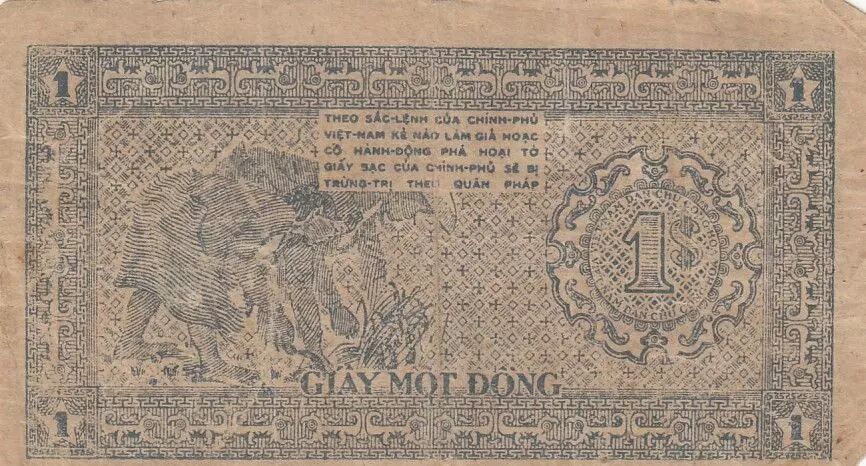 1
1
THEO SẮC-LỆNH CỦA CHÍNH-PHỦ
VIỆT-NAM KẺ NÀO LÀM GIẢ HOẶC
CÓ HÀNH-ĐỘNG PHÁ HOẠI TỜ
GIẤY BẠC CỦA CHÍNH-PHỦ SẼ BỊ
TRỪNG-TRỊ THEO QUÂN PHÁP
DÂN CHỦ
1$
GIẤY MỘT ĐỒNG
1
1